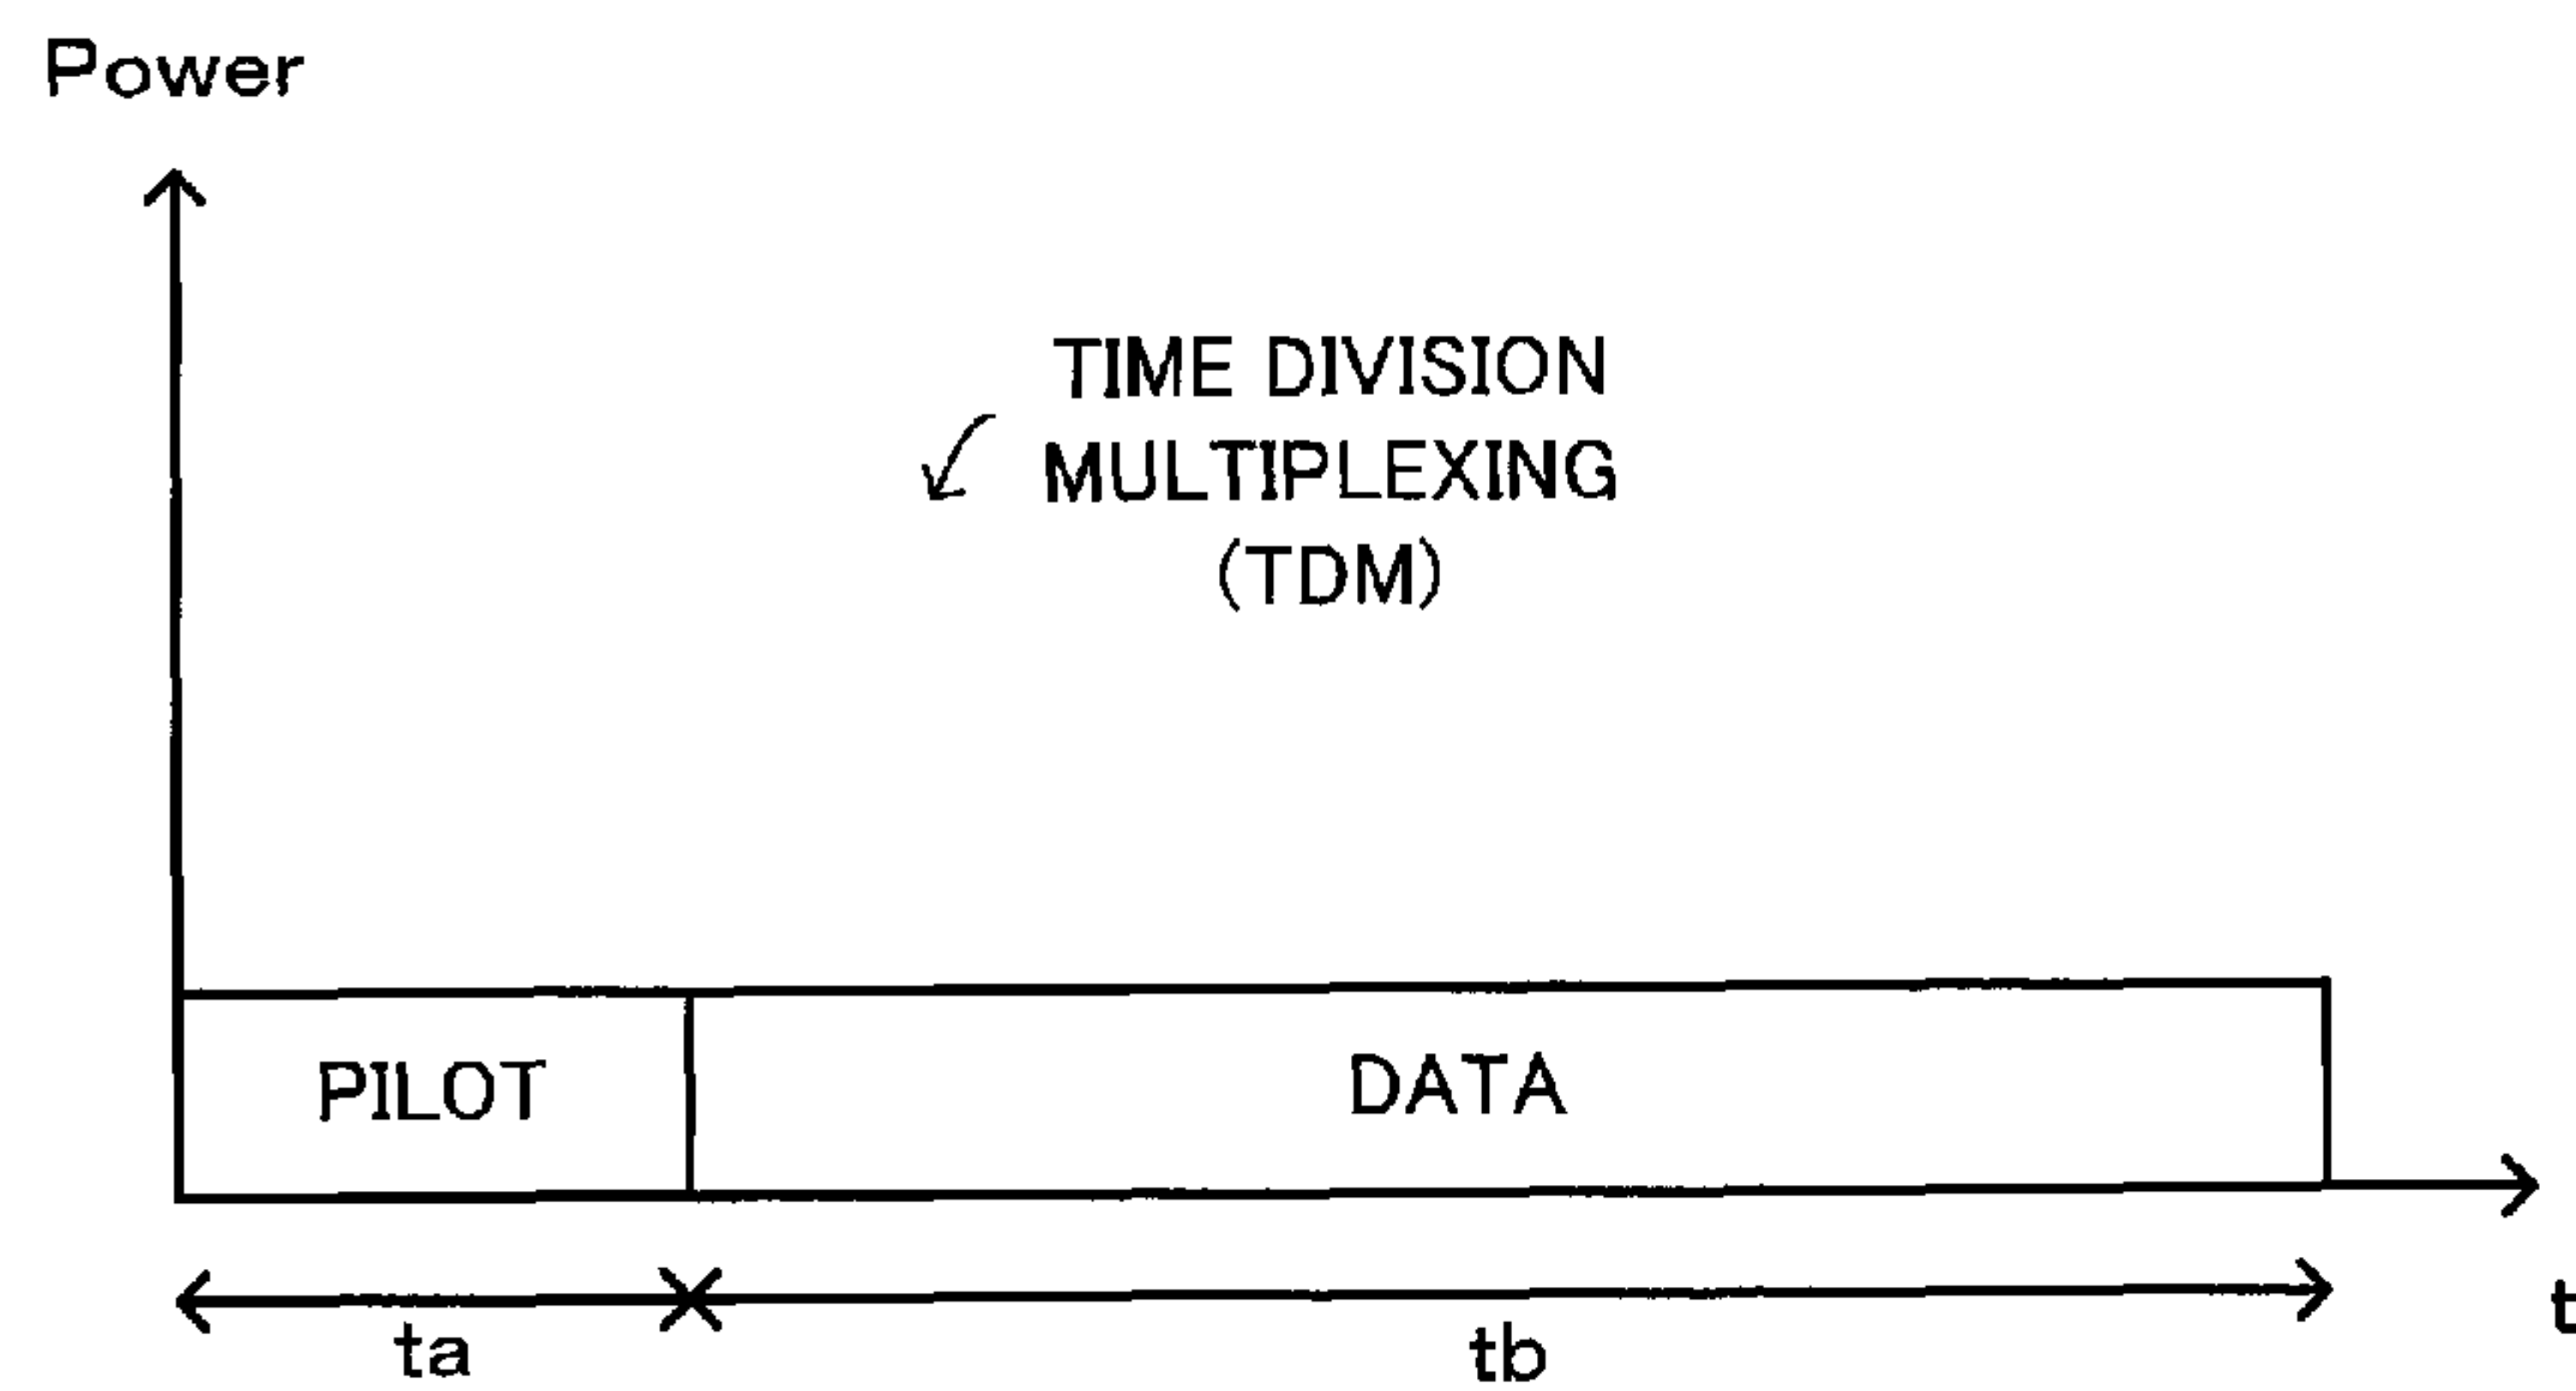 Power
TIME DIVISION
MULTIPLEXING
(TDM)
PILOT
DATA
ta
tb
t